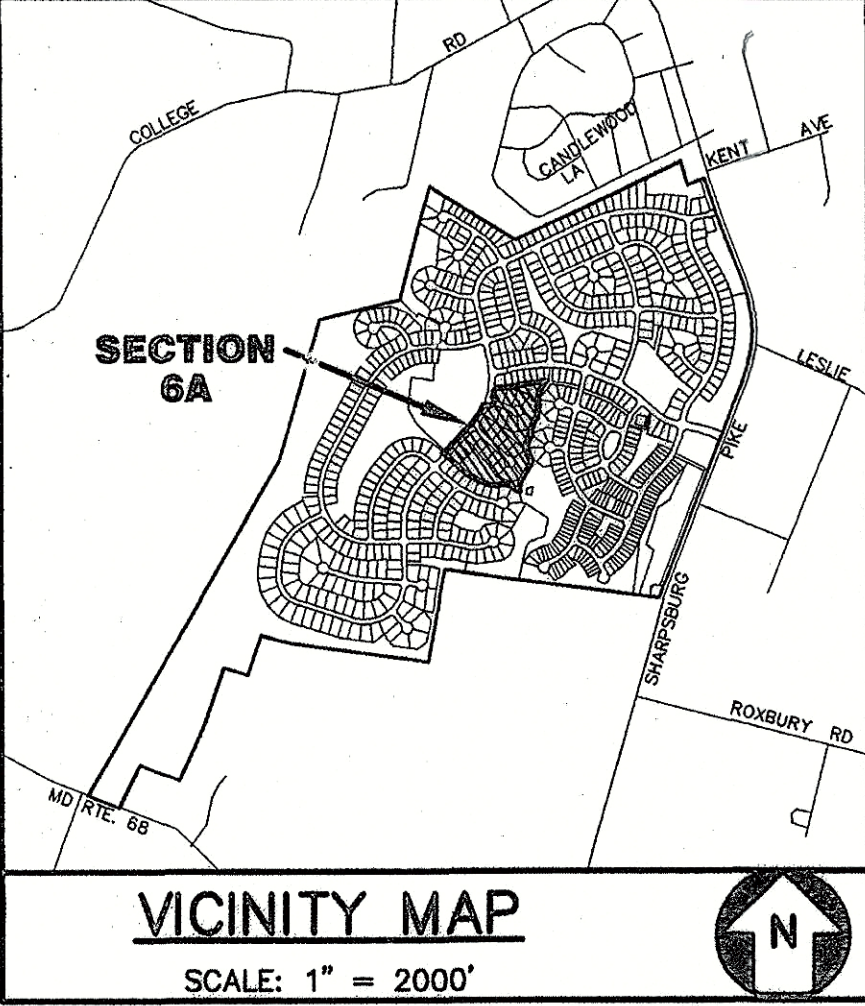 RD
COLLEGE
CANDLEWOOD
LA
KENT AVE
SECTION
6A
LESLIE
PIKE
SHARPSBURG
ROXBURY RD
MD RTE. 68
VICINITY MAP
SCALE: 1" = 2000'
N